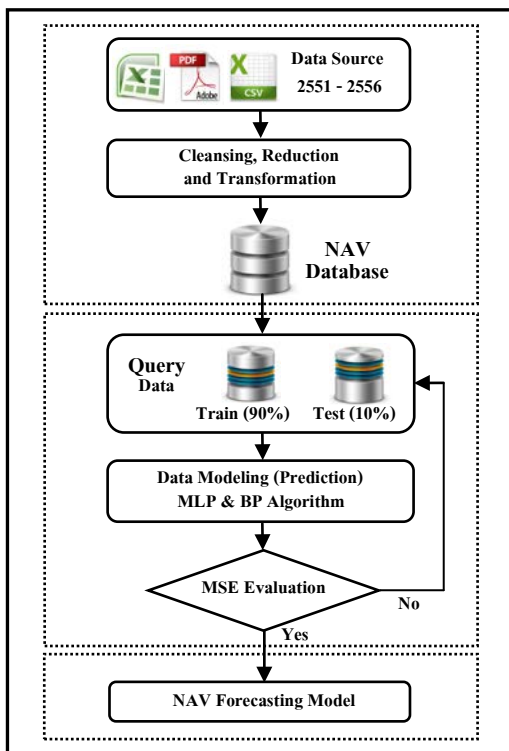 PDF
Adobe
X
CSV
Data Source
2551 - 2556
Cleansing, Reduction
and Transformation
NAV
Database
Query
Data
Train (90%)
Test (10%)
Data Modeling (Prediction)
MLP & BP Algorithm
MSE Evaluation
No
Yes
NAV Forecasting Model